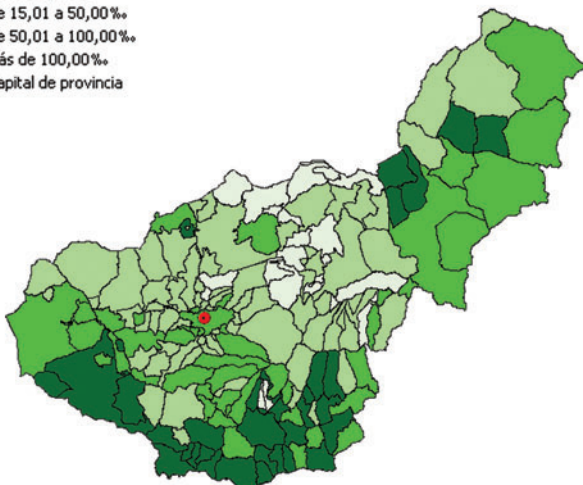 e 15,01 a 50,00‰
e 50,01 a 100,00‰
ás de 100,00‰
apital de provincia